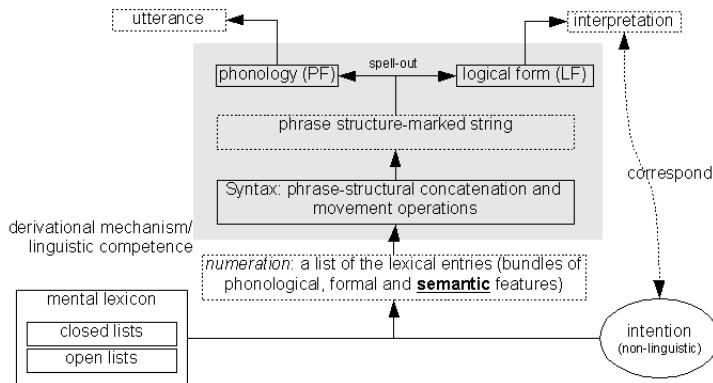 utterance
interpretation
spell-out
phonology (PF)
logical form (LF)
phrase structure-marked string
correspond
Syntax: phrase-structural concatenation and
movement operations
derivational mechanism/
linguistic competence
numeration: a list of the lexical entries (bundles of
phonological, formal and semantic features)
mental lexicon
closed lists
open lists
intention
(non-linguistic)